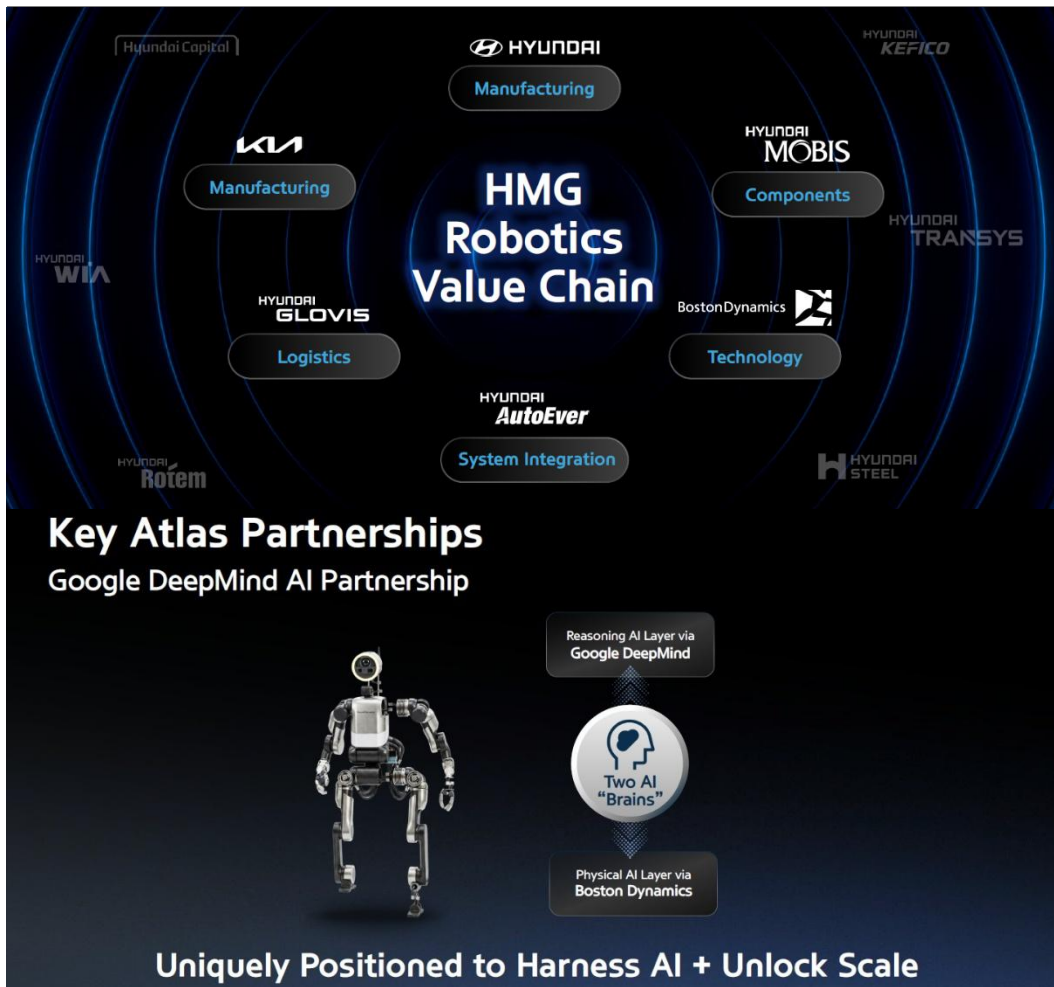 Hyundai Capital
HYUNDAI
Manufacturing
HYUNDAI
KEFICO
KIA
Manufacturing
HMG
Robotics
Value Chain
HYUNDAI
MOBIS
Components
HYUNDAI
TRANSYS
HYUNDAI
WIA
HYUNDAI
GLOVIS
Logistics
BostonDynamics
Technology
HYUNDAI
AutoEver
System Integration
HYUNDAI
Rotem
HYUNDAI
STEEL
Key Atlas Partnerships
Google DeepMind AI Partnership
Reasoning AI Layer via
Google DeepMind
Two AI
“Brains”
Physical AI Layer via
Boston Dynamics
Uniquely Positioned to Harness AI + Unlock Scale